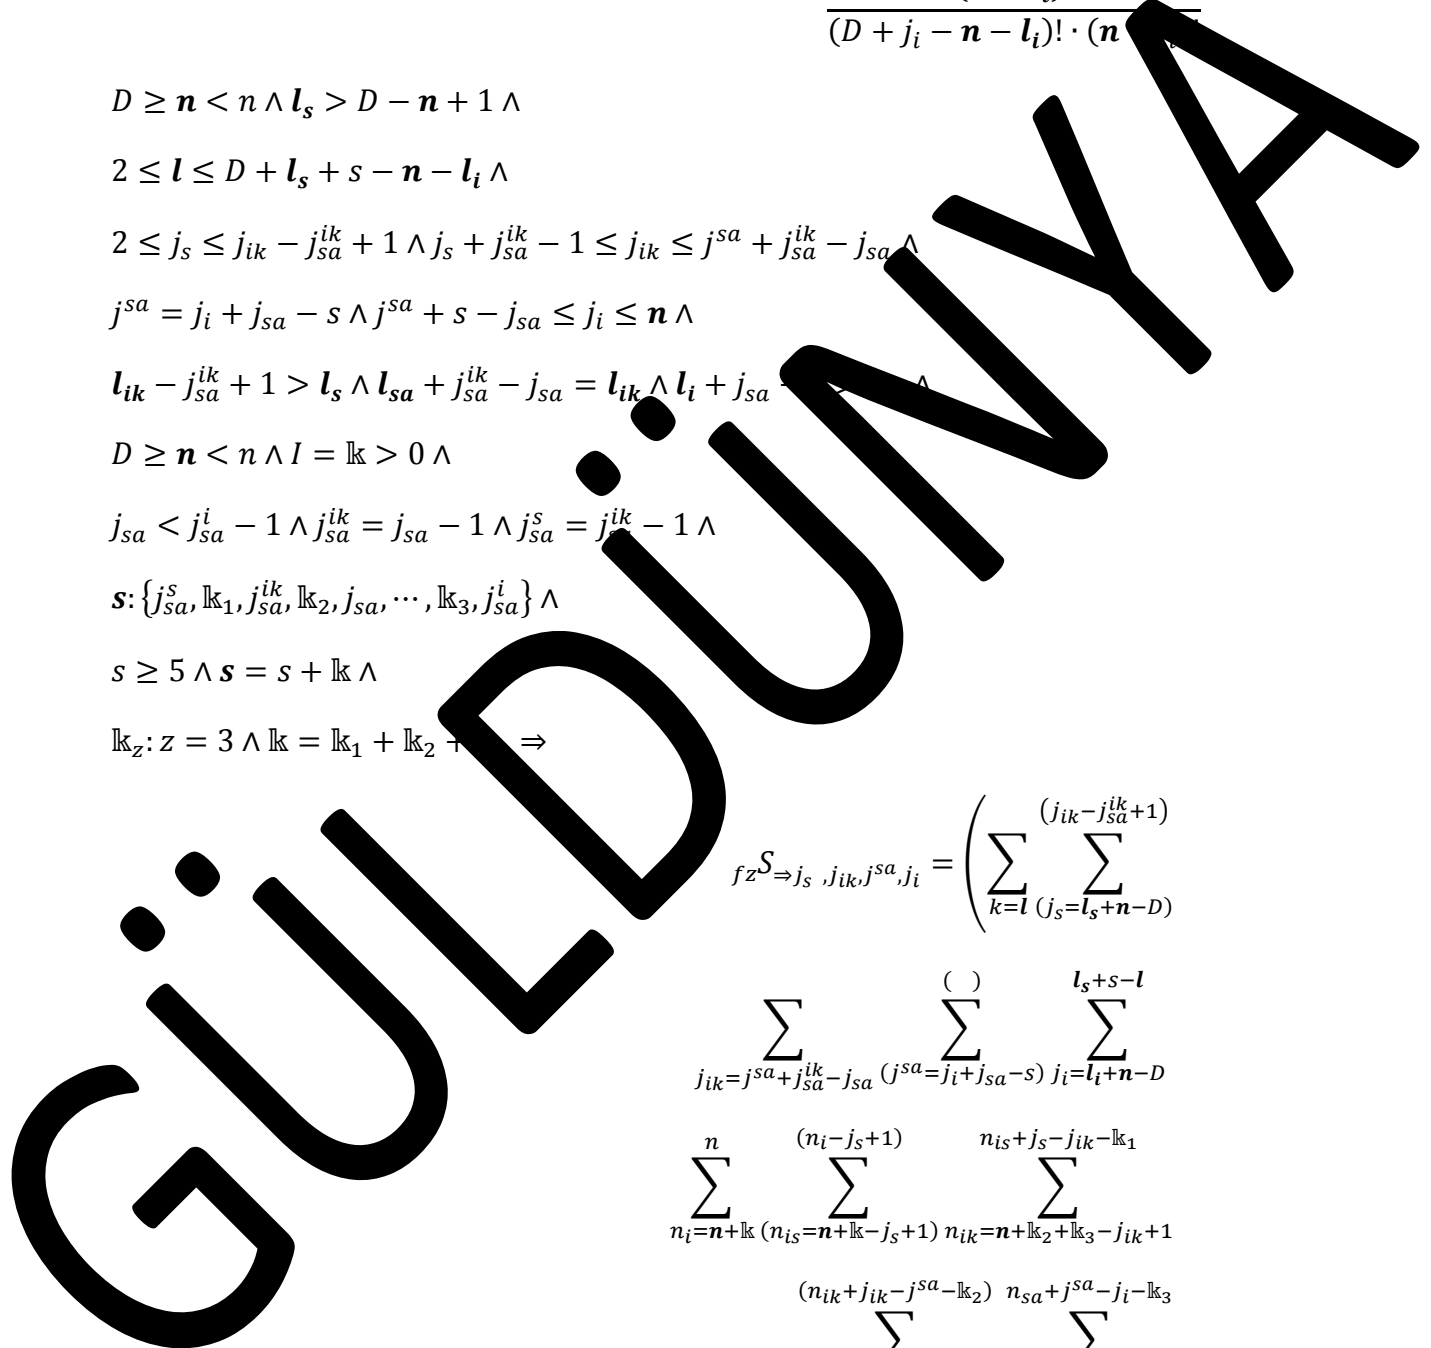 (D + j_i − n − l_i)! · (n
D ≥ n < n ∧ l_s > D − n + 1 ∧
2 ≤ l ≤ D + l_s + s − n − l_i ∧
2 ≤ j_s ≤ j_{ik} − j_{sa}^{ik} + 1 ∧ j_s + j_{sa}^{ik} − 1 ≤ j_{ik} ≤ j^{sa} + j_{sa}^{ik} − j_{sa} ∧
j^{sa} = j_i + j_{sa} − s ∧ j^{sa} + s − j_{sa} ≤ j_i ≤ n ∧
l_{ik} − j_{sa}^{ik} + 1 > l_s ∧ l_{sa} + j_{sa}^{ik} − j_{sa} = l_{ik} ∧ l_i + j_{sa} ∧
D ≥ n < n ∧ I = 𝕜 > 0 ∧
j_{sa} < j_{sa}^i − 1 ∧ j_{sa}^{ik} = j_{sa} − 1 ∧ j_{sa}^s = j_{sa}^{ik} − 1 ∧
s: {j_{sa}^s, 𝕜_1, j_{sa}^{ik}, 𝕜_2, j_{sa}, ⋯, 𝕜_3, j_{sa}^i} ∧
s ≥ 5 ∧ s = s + 𝕜 ∧
𝕜_z: z = 3 ∧ 𝕜 = 𝕜_1 + 𝕜_2 + ⇒
(j_{ik}−j_{sa}^{ik}+1)
_{fz}S_{⇒j_s ,j_{ik},j^{sa},j_i} = ( ∑ ∑
k=l (j_s=l_s+n−D)
( ) l_s+s−l
∑ ∑ ∑
j_{ik}=j^{sa}+j_{sa}^{ik}−j_{sa} (j^{sa}=j_i+j_{sa}−s) j_i=l_i+n−D
n (n_i−j_s+1) n_{is}+j_s−j_{ik}−𝕜_1
∑ ∑ ∑
n_i=n+𝕜 (n_{is}=n+𝕜−j_s+1) n_{ik}=n+𝕜_2+𝕜_3−j_{ik}+1
(n_{ik}+j_{ik}−j^{sa}−𝕜_2) n_{sa}+j^{sa}−j_i−𝕜_3
∑ ∑
GÜLDÜNYA